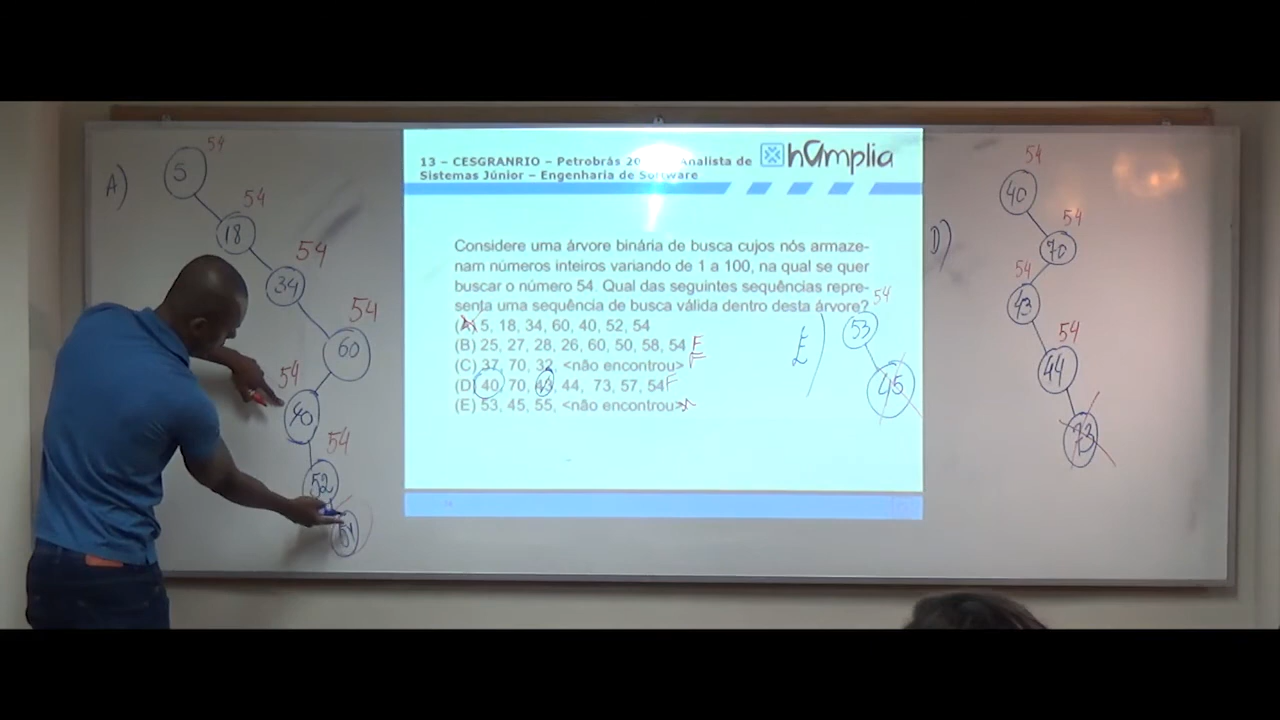 13 – CESGRANRIO – Petrobrás 20 Analista de
Sistemas Júnior – Engenharia de Software
hamplia
Considere uma árvore binária de busca cujos nós armaze-
nam números inteiros variando de 1 a 100, na qual se quer
buscar o número 54. Qual das seguintes sequências repre-
senta uma sequência de busca válida dentro desta árvore?
(A) 5, 18, 34, 60, 40, 52, 54
(B) 25, 27, 28, 26, 60, 50, 58, 54 F
(C) 37, 70, 32, <não encontrou> F
(D) 40, 70, 43, 44, 73, 57, 54 F
(E) 53, 45, 55, <não encontrou>
A)
54
5
54
18
54
34
54
60
54
40
54
52
54
E)
54
53
45
D)
54
40
54
70
54
43
54
44
73